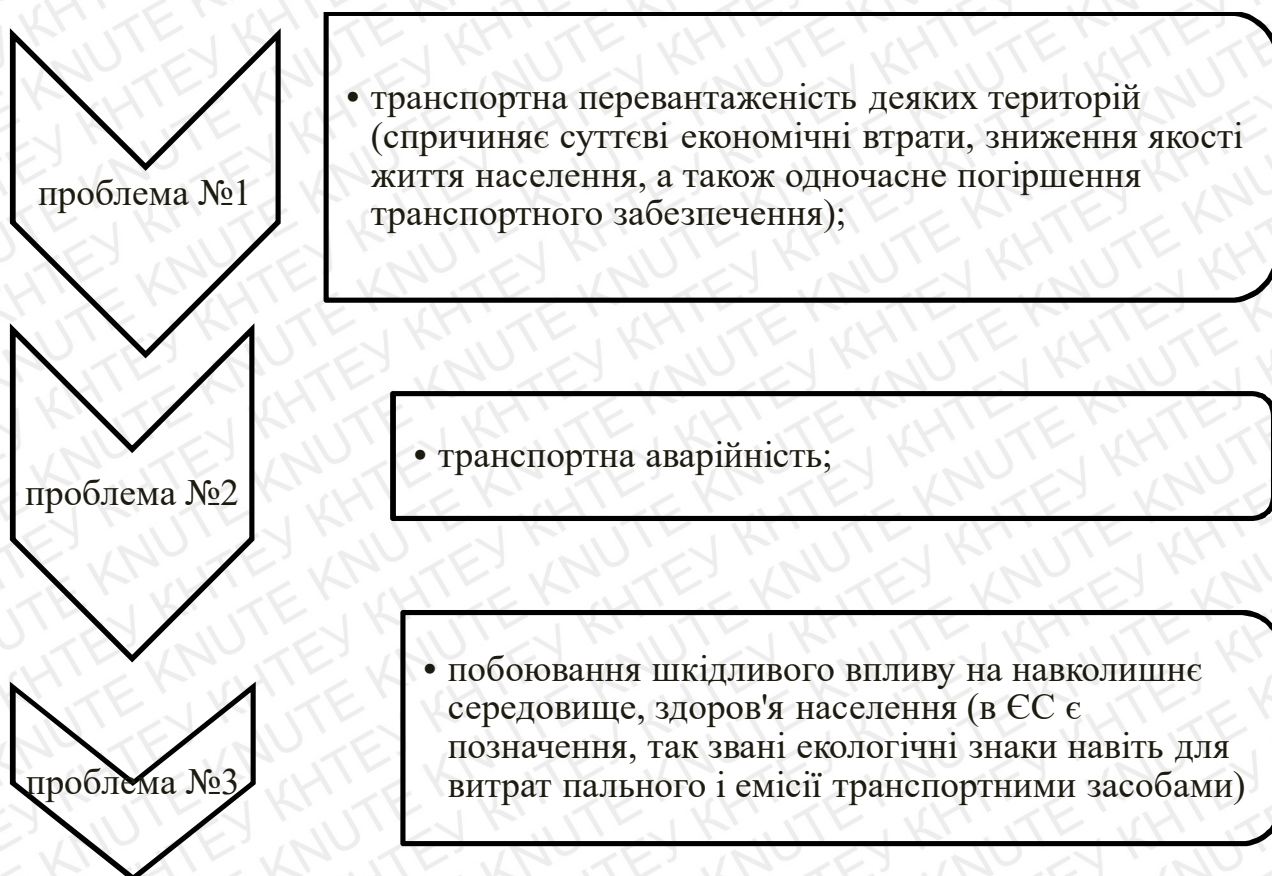 проблема №1
• транспортна перевантаженість деяких територій
(спричиняє суттєві економічні втрати, зниження якості
життя населення, а також одночасне погіршення
транспортного забезпечення);
проблема №2
• транспортна аварійність;
проблема №3
• побоювання шкідливого впливу на навколишнє
середовище, здоров'я населення (в ЄС є
позначення, так звані екологічні знаки навіть для
витрат пального і емісії транспортними засобами)